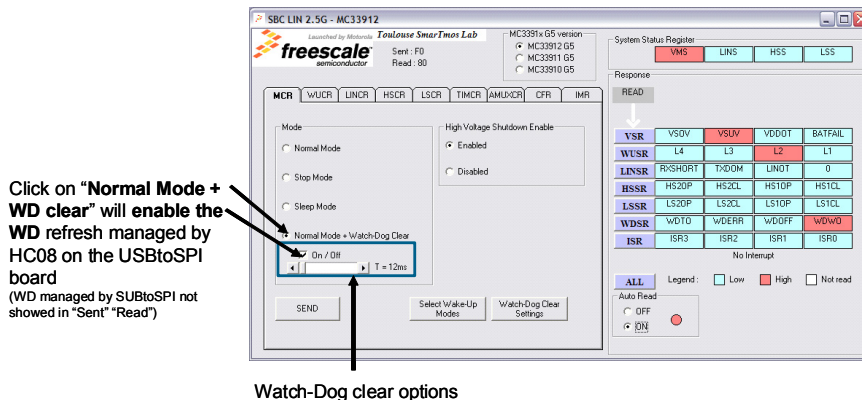 SBC LIN 2.5G - MC33912
Launched by Motorola
freescale
semiconductor
Toulouse SmarTmos Lab
Sent : F0
Read : 80
MC3391x G5 version
MC33912 G5
MC33911 G5
MC33910 G5
System Status Register
VMS LINS HSS LSS
Response
READ
MCR WUCR LINCR HSCR LSCR TIMCR AMUXCR CFR IMR
Mode
Normal Mode
Stop Mode
Sleep Mode
Normal Mode + Watch-Dog Clear
On / Off
T = 12ms
High Voltage Shutdown Enable
Enabled
Disabled
SEND
Select Wake-Up
Modes
Watch-Dog Clear
Settings
VSR VSOV VSUV VDDOT BATFAIL
WUSR L4 L3 L2 L1
LINSR RXSHORT TXDOM LINOT 0
HSSR HS2OP HS2CL HS1OP HS1CL
LSSR LS2OP LS2CL LS1OP LS1CL
WDSR WDTO WDERR WDOFF WDWO
ISR ISR3 ISR2 ISR1 ISR0
No Interrupt
ALL Legend : Low High Not read
Auto Read
OFF
ON
Click on “Normal Mode +
WD clear” will enable the
WD refresh managed by
HC08 on the USBtoSPI
board
(WD managed by SUBtoSPI not
showed in “Sent” “Read”)
Watch-Dog clear options